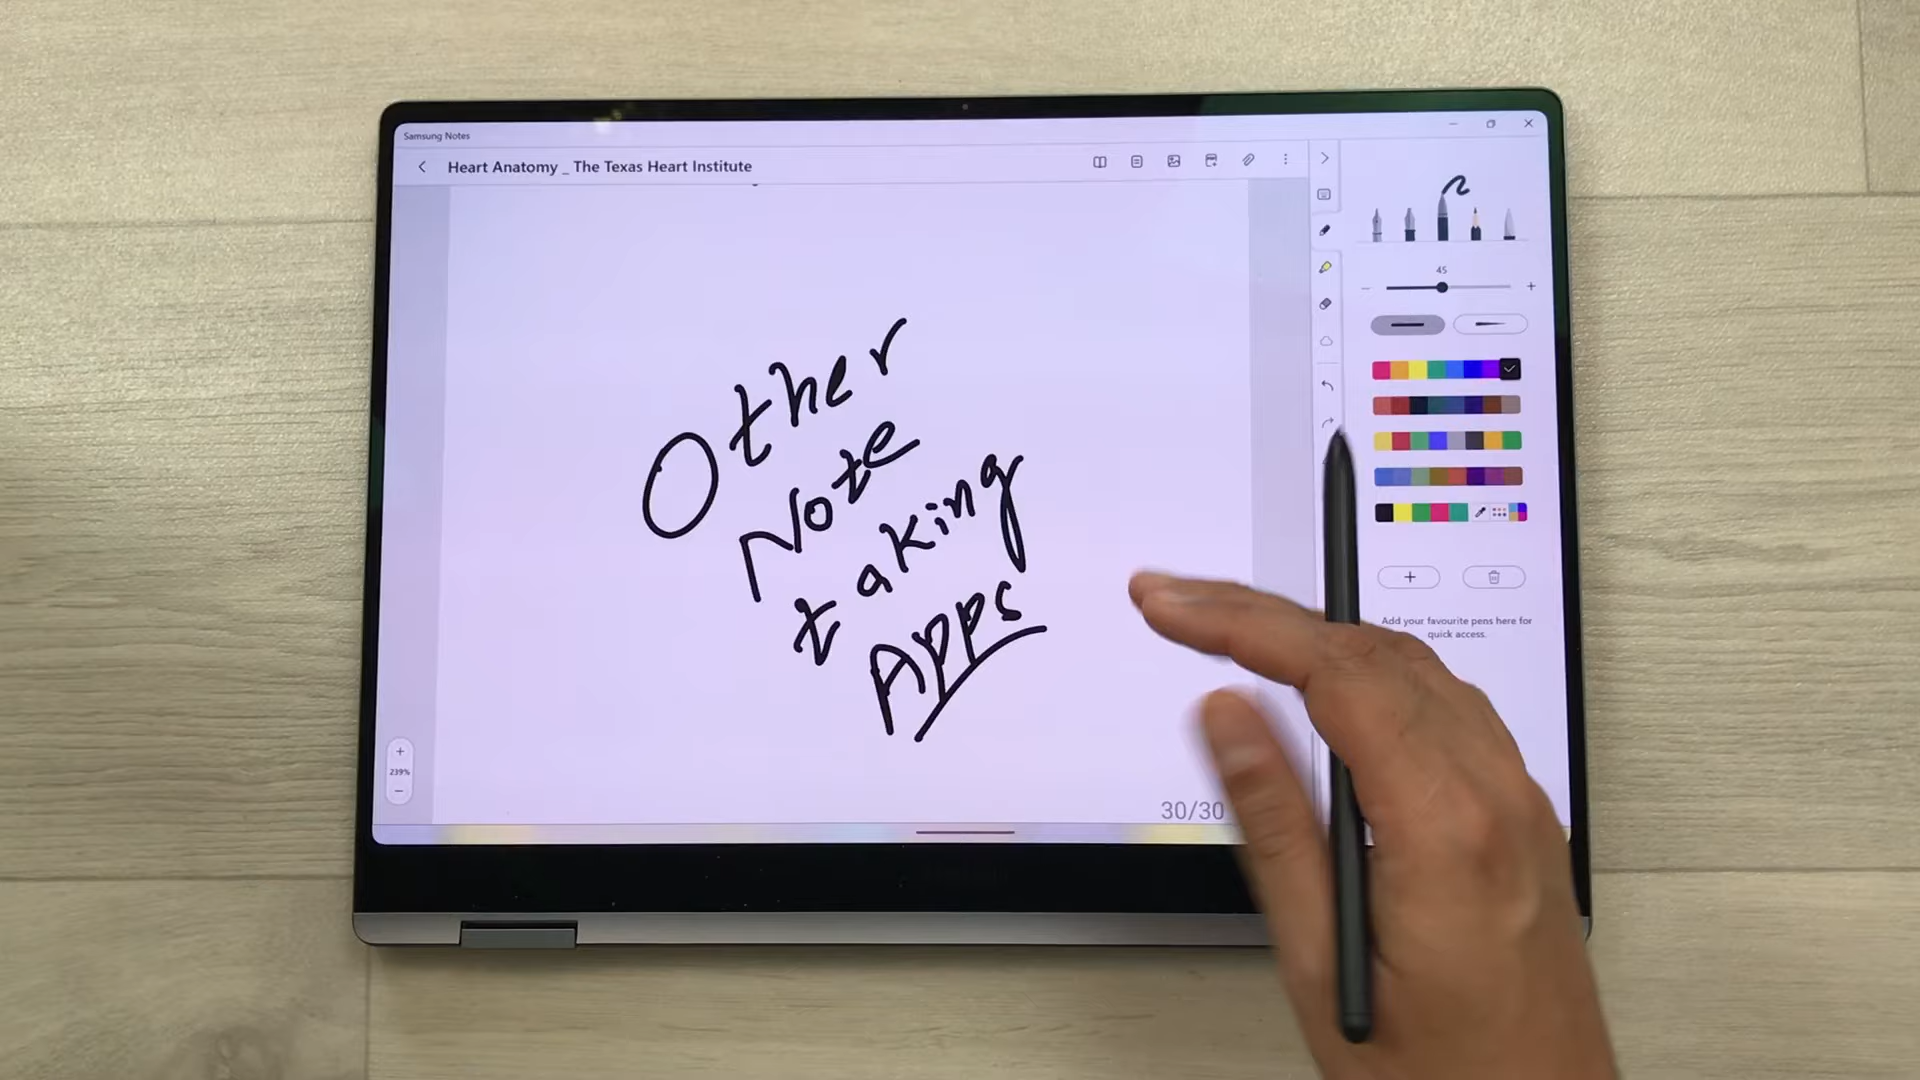 Samsung Notes
Heart Anatomy _ The Texas Heart Institute
45
Other
Note
taking
Apps
Add your favourite pens here for
quick access.
239%
30/30